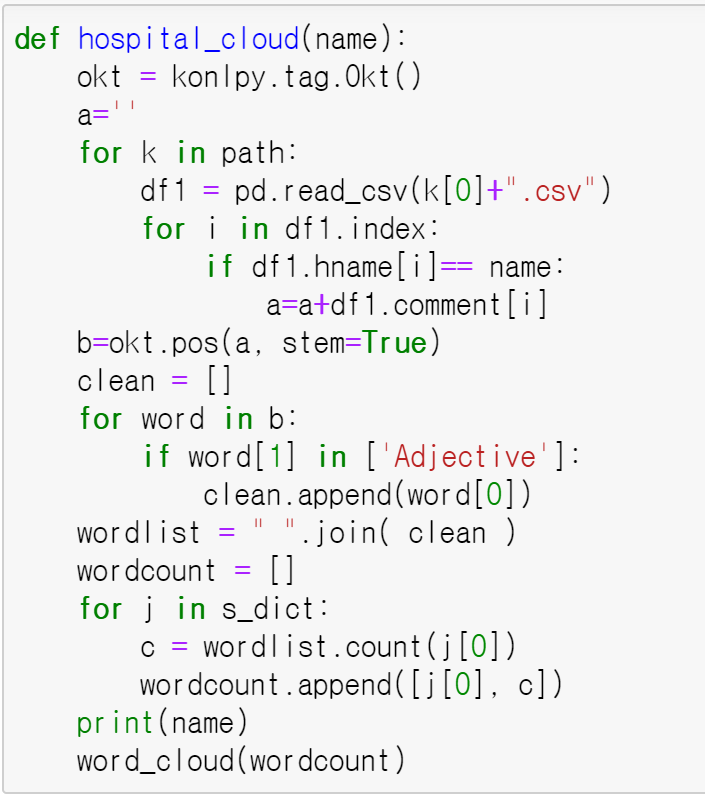 def hospital_cloud(name):
    okt = konlpy.tag.Okt()
    a=''
    for k in path:
        df1 = pd.read_csv(k[0]+".csv")
        for i in df1.index:
            if df1.hname[i]== name:
                a=a+df1.comment[i]
    b=okt.pos(a, stem=True)
    clean = []
    for word in b:
        if word[1] in ['Adjective']:
            clean.append(word[0])
    wordlist = " ".join( clean )
    wordcount = []
    for j in s_dict:
        c = wordlist.count(j[0])
        wordcount.append([j[0], c])
    print(name)
    word_cloud(wordcount)